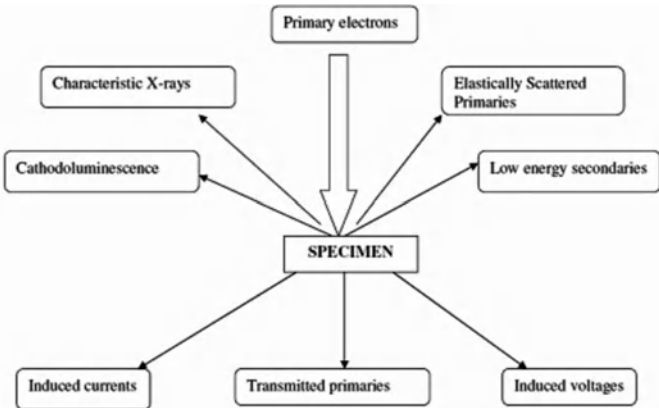 Primary electrons
Characteristic X-rays
Elastically Scattered
Primaries
Cathodoluminescence
Low energy secondaries
SPECIMEN
Induced currents
Transmitted primaries
Induced voltages